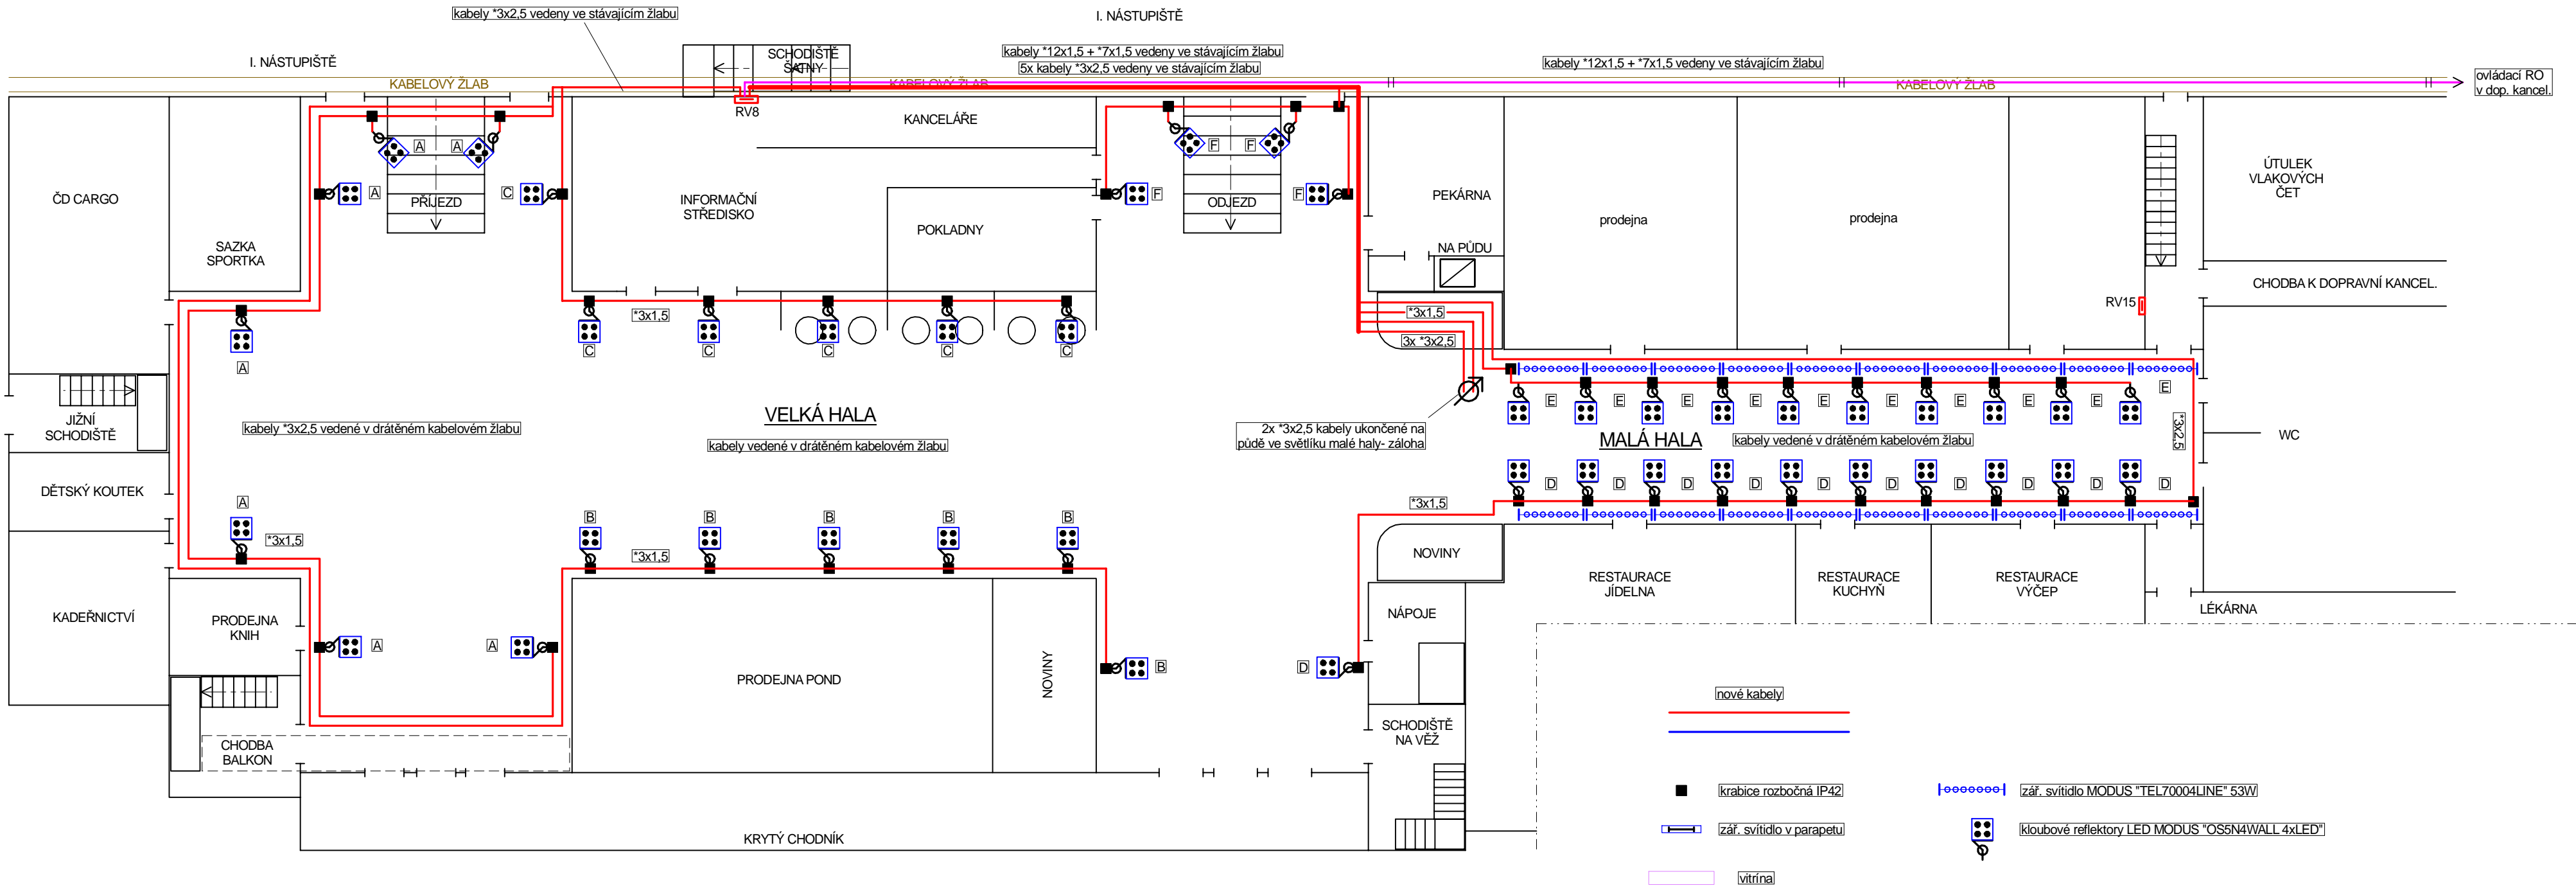 kabely *3x2,5 vedeny ve stávajícím žlabu
I. NÁSTUPIŠTĚ
I. NÁSTUPIŠTĚ
SCHODIŠTĚ
ŠATNY
kabely *12x1,5 + *7x1,5 vedeny ve stávajícím žlabu
5x kabely *3x2,5 vedeny ve stávajícím žlabu
kabely *12x1,5 + *7x1,5 vedeny ve stávajícím žlabu
KABELOVÝ ŽLAB
KABELOVÝ ŽLAB
KABELOVÝ ŽLAB
ovládací RO
v dop. kancel.
RV8
KANCELÁŘE
A
A
F
F
ČD CARGO
A
PŘÍJEZD
C
INFORMAČNÍ
STŘEDISKO
F
ODJEZD
F
PEKÁRNA
prodejna
prodejna
ÚTULEK
VLAKOVÝCH
ČET
SAZKA
SPORTKA
POKLADNY
NA PŮDU
CHODBA K DOPRAVNÍ KANCEL.
RV15
*3x1,5
*3x1,5
3x *3x2,5
A
C
C
C
C
C
JIŽNÍ
SCHODIŠTĚ
VELKÁ HALA
kabely *3x2,5 vedené v drátěném kabelovém žlabu
kabely vedené v drátěném kabelovém žlabu
2x *3x2,5 kabely ukončené na
půdě ve světlíku malé haly- záloha
E
E
E
E
E
E
E
E
E
E
MALÁ HALA
kabely vedené v drátěném kabelovém žlabu
*3x2,5
WC
DĚTSKÝ KOUTEK
A
D
D
D
D
D
D
D
D
D
D
*3x1,5
B
B
B
B
B
*3x1,5
*3x1,5
NOVINY
RESTAURACE
JÍDELNA
RESTAURACE
KUCHYŇ
RESTAURACE
VÝČEP
LÉKÁRNA
KADEŘNICTVÍ
PRODEJNA
KNIH
NÁPOJE
A
A
B
D
PRODEJNA POND
NOVINY
nové kabely
SCHODIŠTĚ
NA VĚŽ
CHODBA
BALKON
krabice rozbočná IP42
zář. svítidlo MODUS "TEL70004LINE" 53W
zář. svítidlo v parapetu
kloubové reflektory LED MODUS "OS5N4WALL 4xLED"
KRYTÝ CHODNÍK
vitrína